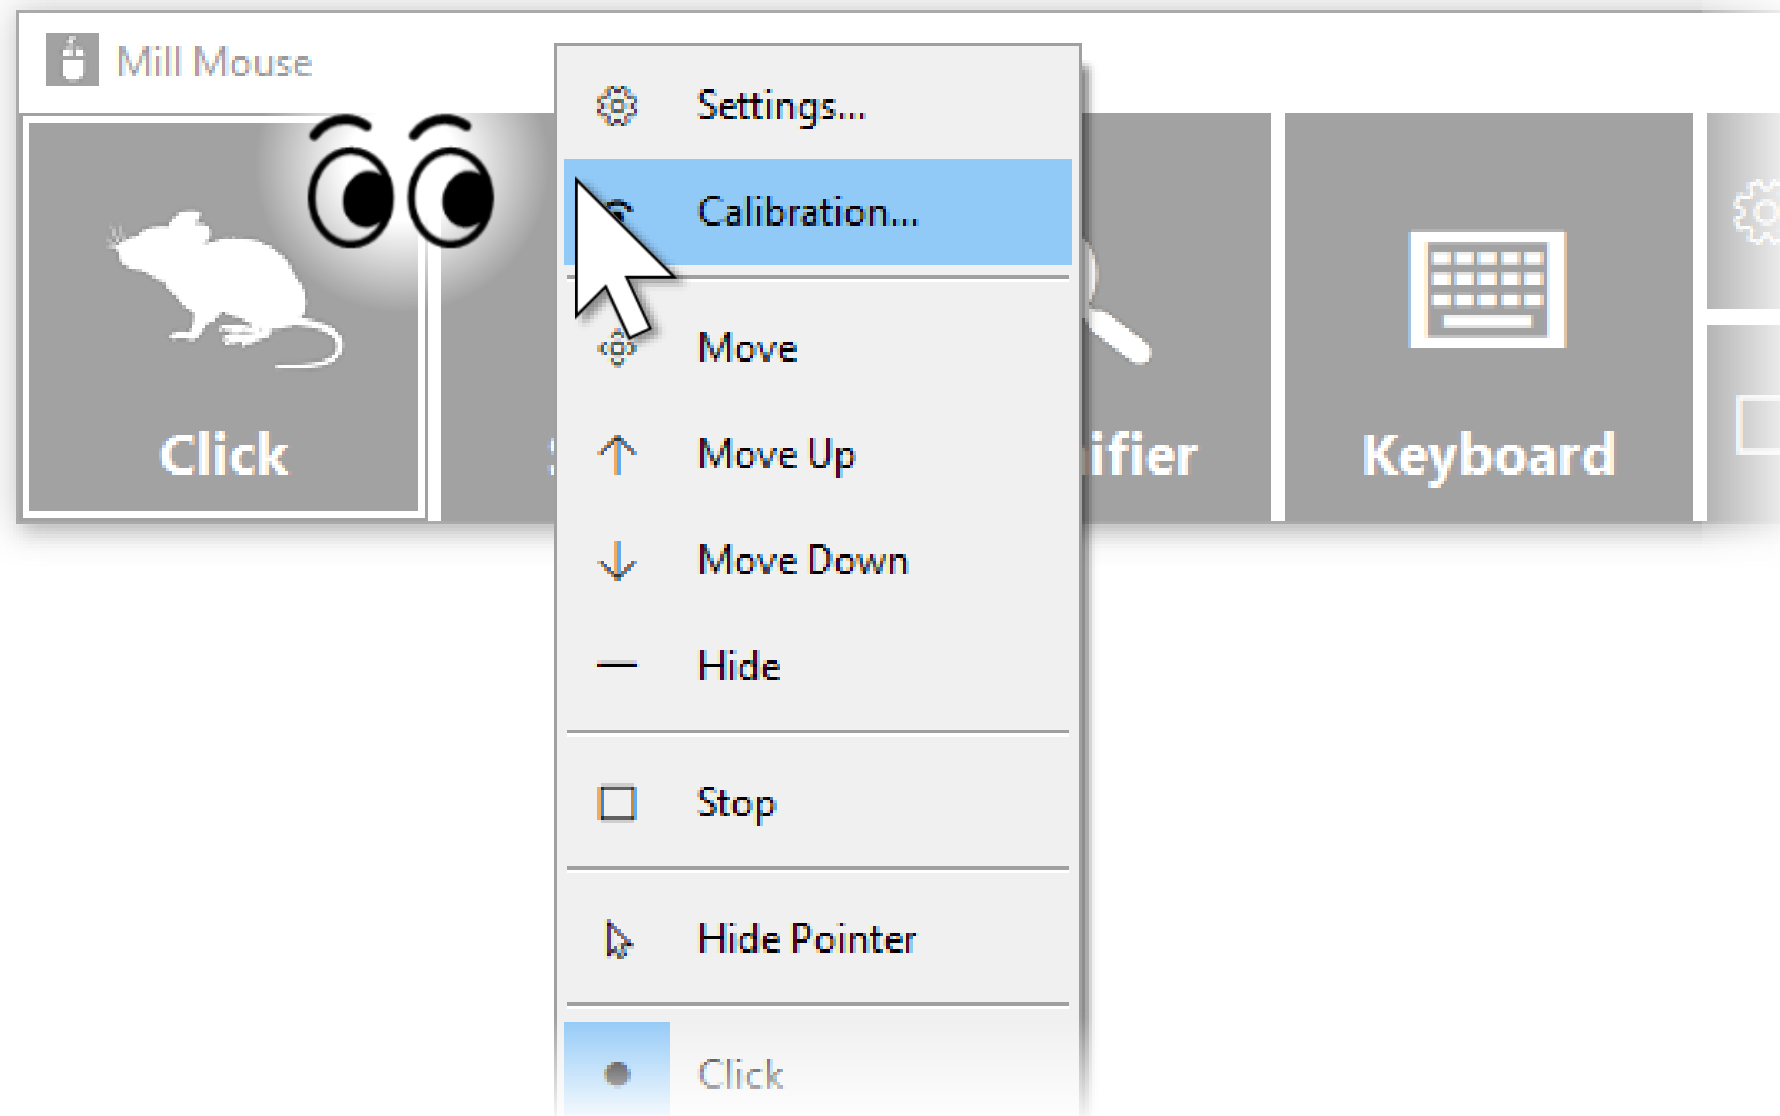 Mill Mouse
Settings...
Calibration...
Move
Move Up
Move Down
Hide
Stop
Hide Pointer
Click
Click
ifier
Keyboard